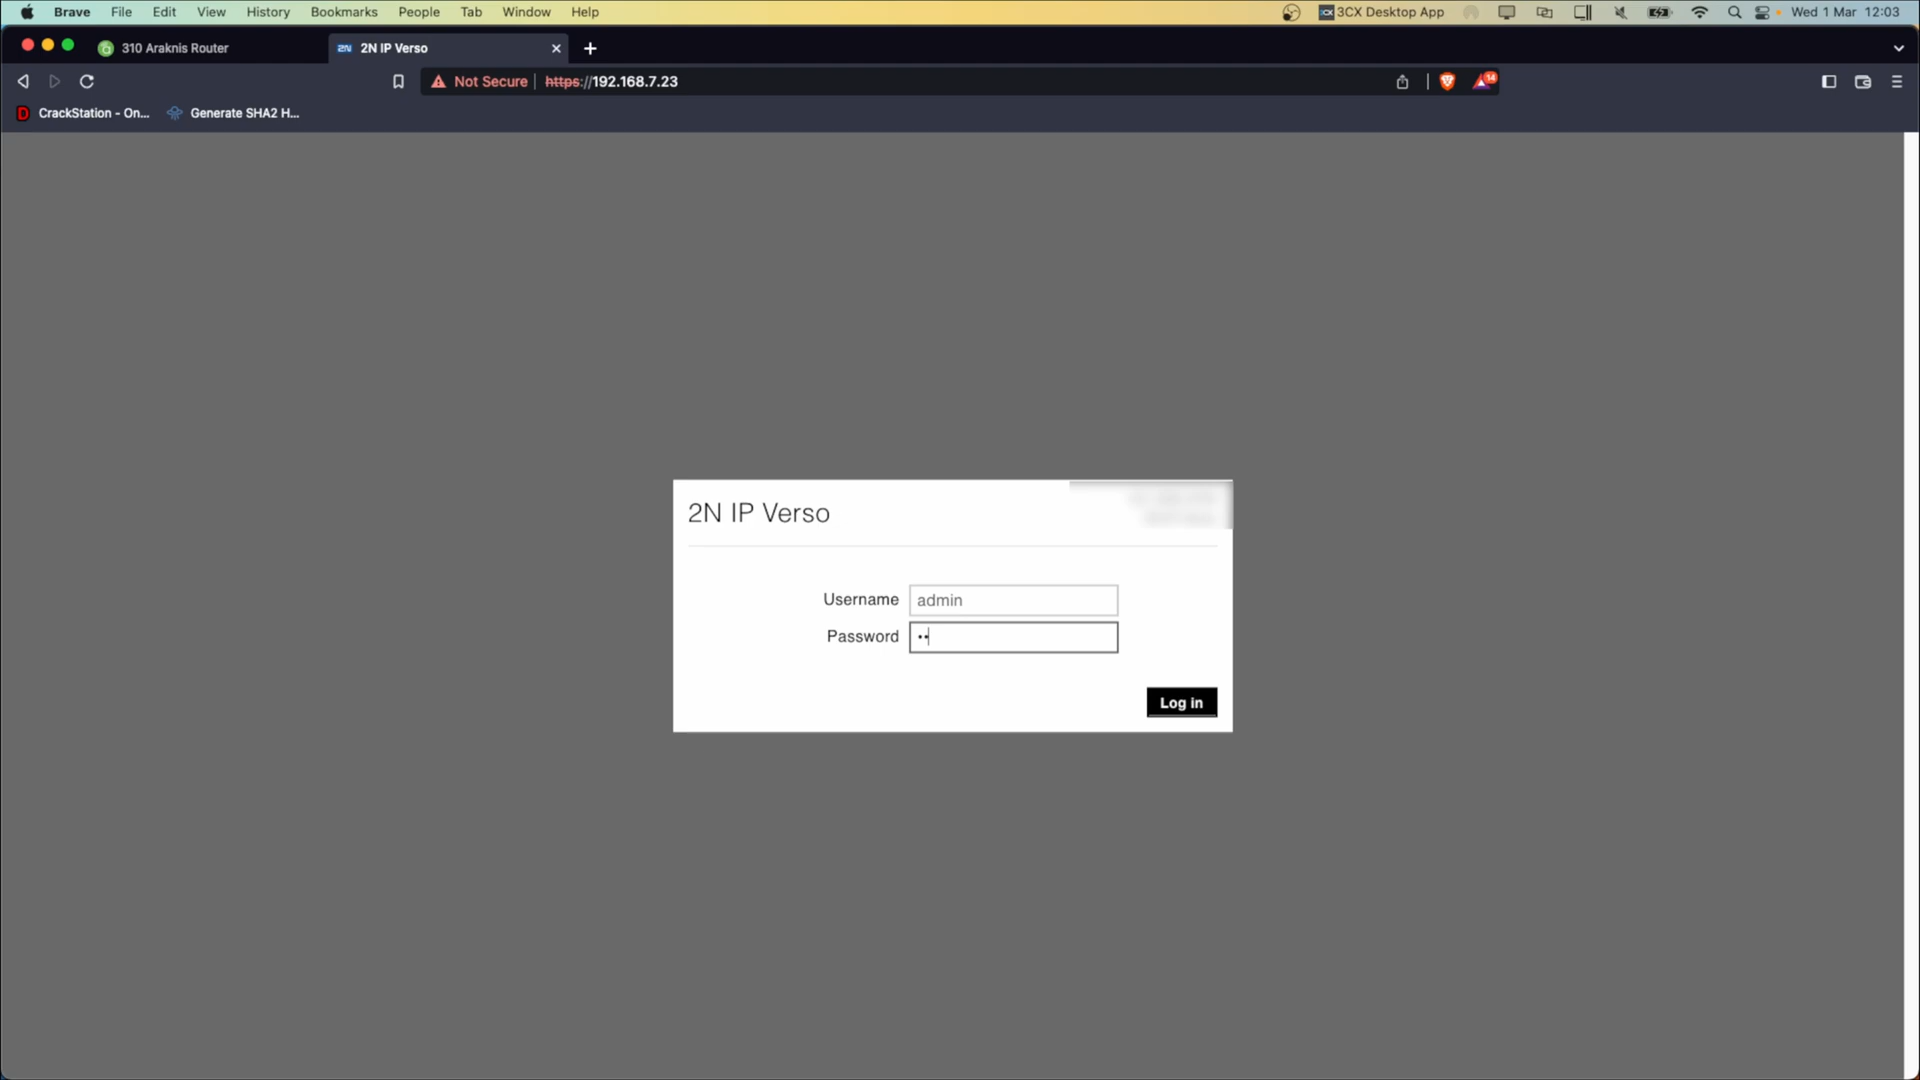 Brave File Edit View History Bookmarks People Tab Window Help 3CX Desktop App Wed 1 Mar 12:03
310 Araknis Router 2N 2N IP Verso
Not Secure https://192.168.7.23 14
CrackStation - On... Generate SHA2 H...
2N IP Verso
Username admin
Password ••
Log in